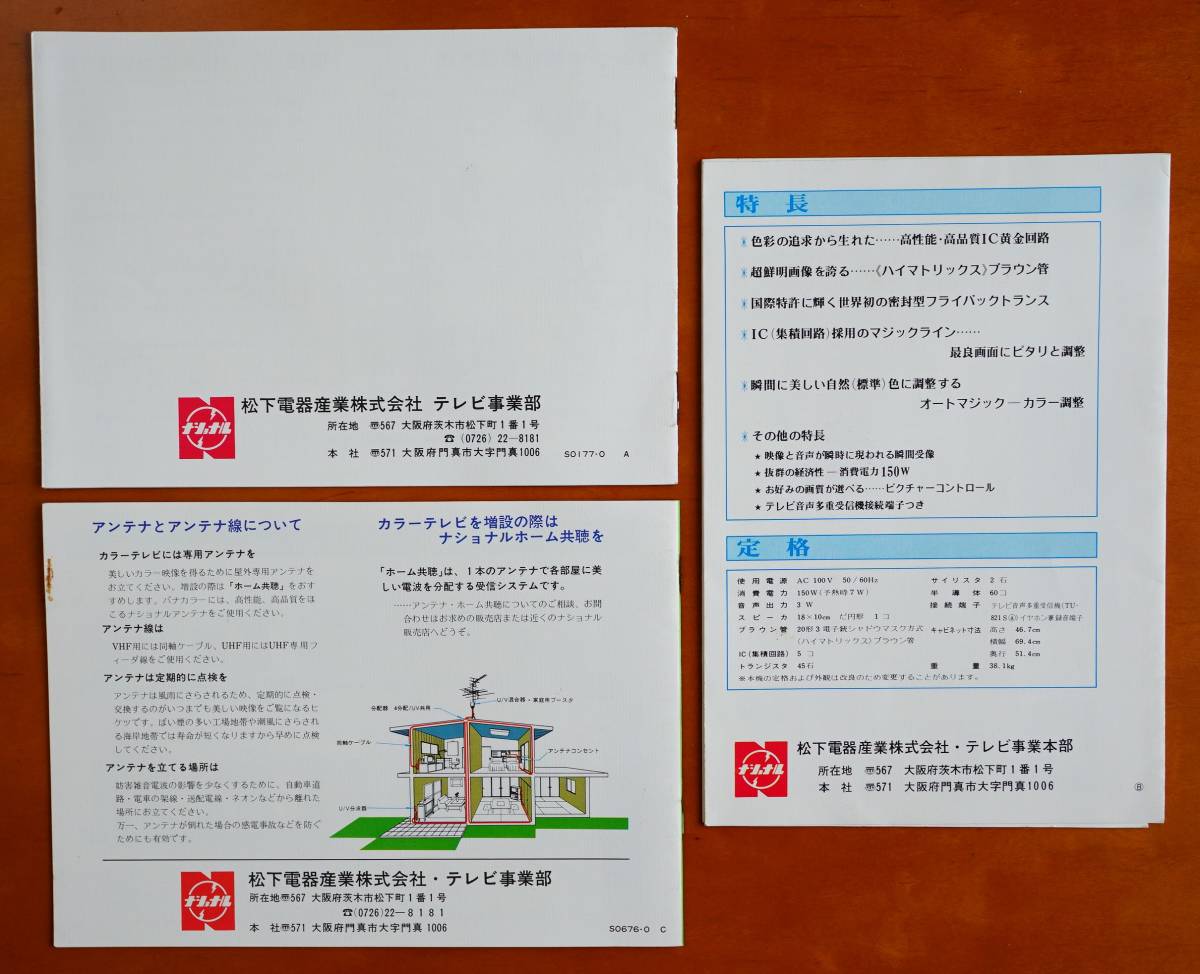 ナショナル
松下電器産業株式会社 テレビ事業部
所在地 〠567 大阪府茨木市松下町1番1号
☎ (0726) 22-8181
本 社 〠571 大阪府門真市大字門真1006
S0177-0 A
アンテナとアンテナ線について
カラーテレビには専用アンテナを
美しいカラー映像を得るために屋外専用アンテナを
お立てください。増設の際は「ホーム共聴」をおす
すめします。パナカラーには、高性能、高品質をほ
こるナショナルアンテナをご使用ください。
アンテナ線は
VHF用には同軸ケーブル、UHF用にはUHF専用フ
ィーダ線をご使用ください。
アンテナは定期的に点検を
アンテナは風雨にさらされるため、定期的に点検・
交換するのがいつまでも美しい映像をご覧になるヒ
ケツです。ばい煙の多い工場地帯や潮風にさらされ
る海岸地帯では寿命が短くなりますから早めに点検
してください。
アンテナを立てる場所は
妨害雑音電波の影響を少なくするために、自動車道
路・電車の架線・送配電線・ネオンなどから離れた
場所にお立てください。
万一、アンテナが倒れた場合の感電事故などを防ぐ
ためにも有効です。
カラーテレビを増設の際は
ナショナルホーム共聴を
「ホーム共聴」は、1本のアンテナで各部屋に美
しい電波を分配する受信システムです。
……アンテナ・ホーム共聴についてのご相談、お問
合わせはお求めの販売店または近くのナショナル
販売店へどうぞ。
U/V混合器・家庭用ブースタ
分配器 4分配/UV共用
同軸ケーブル
アンテナコンセント
U/V分波器
ナショナル
松下電器産業株式会社・テレビ事業部
所在地〠567 大阪府茨木市松下町1番1号
☎(0726)22-8181
本 社〠571 大阪府門真市大字門真1006
S0676-0 C
特長
＊色彩の追求から生れた……高性能・高品質IC黄金回路
＊超鮮明画像を誇る……《ハイマトリックス》ブラウン管
＊国際特許に輝く世界初の密封型フライバックトランス
＊IC(集積回路)採用のマジックライン……
最良画面にピタリと調整
＊瞬間に美しい自然(標準)色に調整する
オートマジック―カラー調整
＊その他の特長
★映像と音声が瞬時に現われる瞬間受像
★抜群の経済性―消費電力150W
★お好みの画質が選べる……ピクチャーコントロール
★テレビ音声多重受信機接続端子つき
定格
使用電源 AC 100V 50/60Hz
消費電力 150W(予熱時7W)
音声出力 3W
スピーカ 18×10cm だ円形 1コ
ブラウン管 20形3電子銃シャドウマスク方式
(ハイマトリックス)ブラウン管
IC(集積回路) 5コ
トランジスタ 45石
サイリスタ 2石
半導体 60コ
接続端子 テレビ音声多重受信機(TU-
821S㊅)イヤホン兼録音端子
キャビネット寸法 高さ 46.7cm
横幅 69.4cm
奥行 51.4cm
重量 38.1kg
※本機の定格および外観は改良のため変更することがあります。
ナショナル
松下電器産業株式会社・テレビ事業本部
所在地 〠567 大阪府茨木市松下町1番1号
本 社 〠571 大阪府門真市大字門真1006
Ⓑ